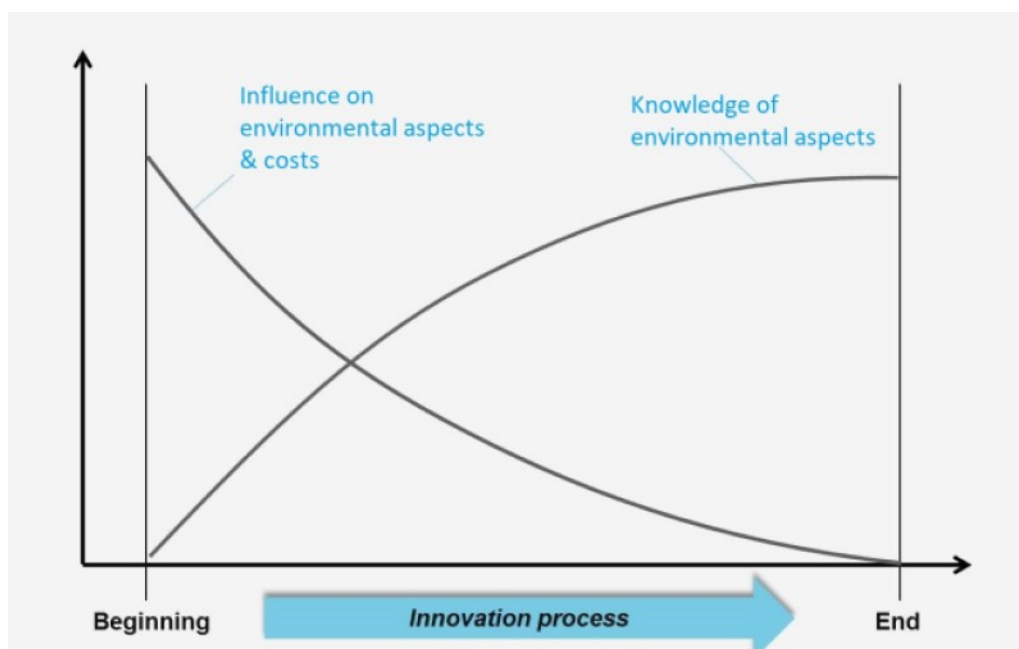 Influence on
environmental aspects
& costs
Knowledge of
environmental aspects
Beginning
Innovation process
End